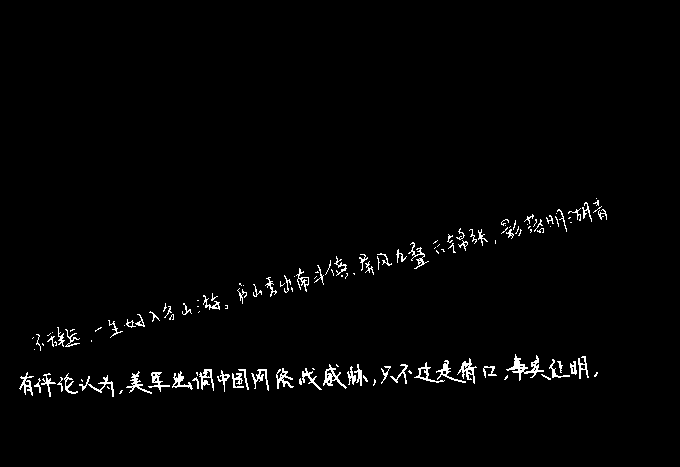 不辞远,一生好入名山游。庐山秀出南斗傍,屏风九叠云锦张,影落明湖青
有评论认为,美军强调中国网络战威胁,只不过是借口,事实证明,